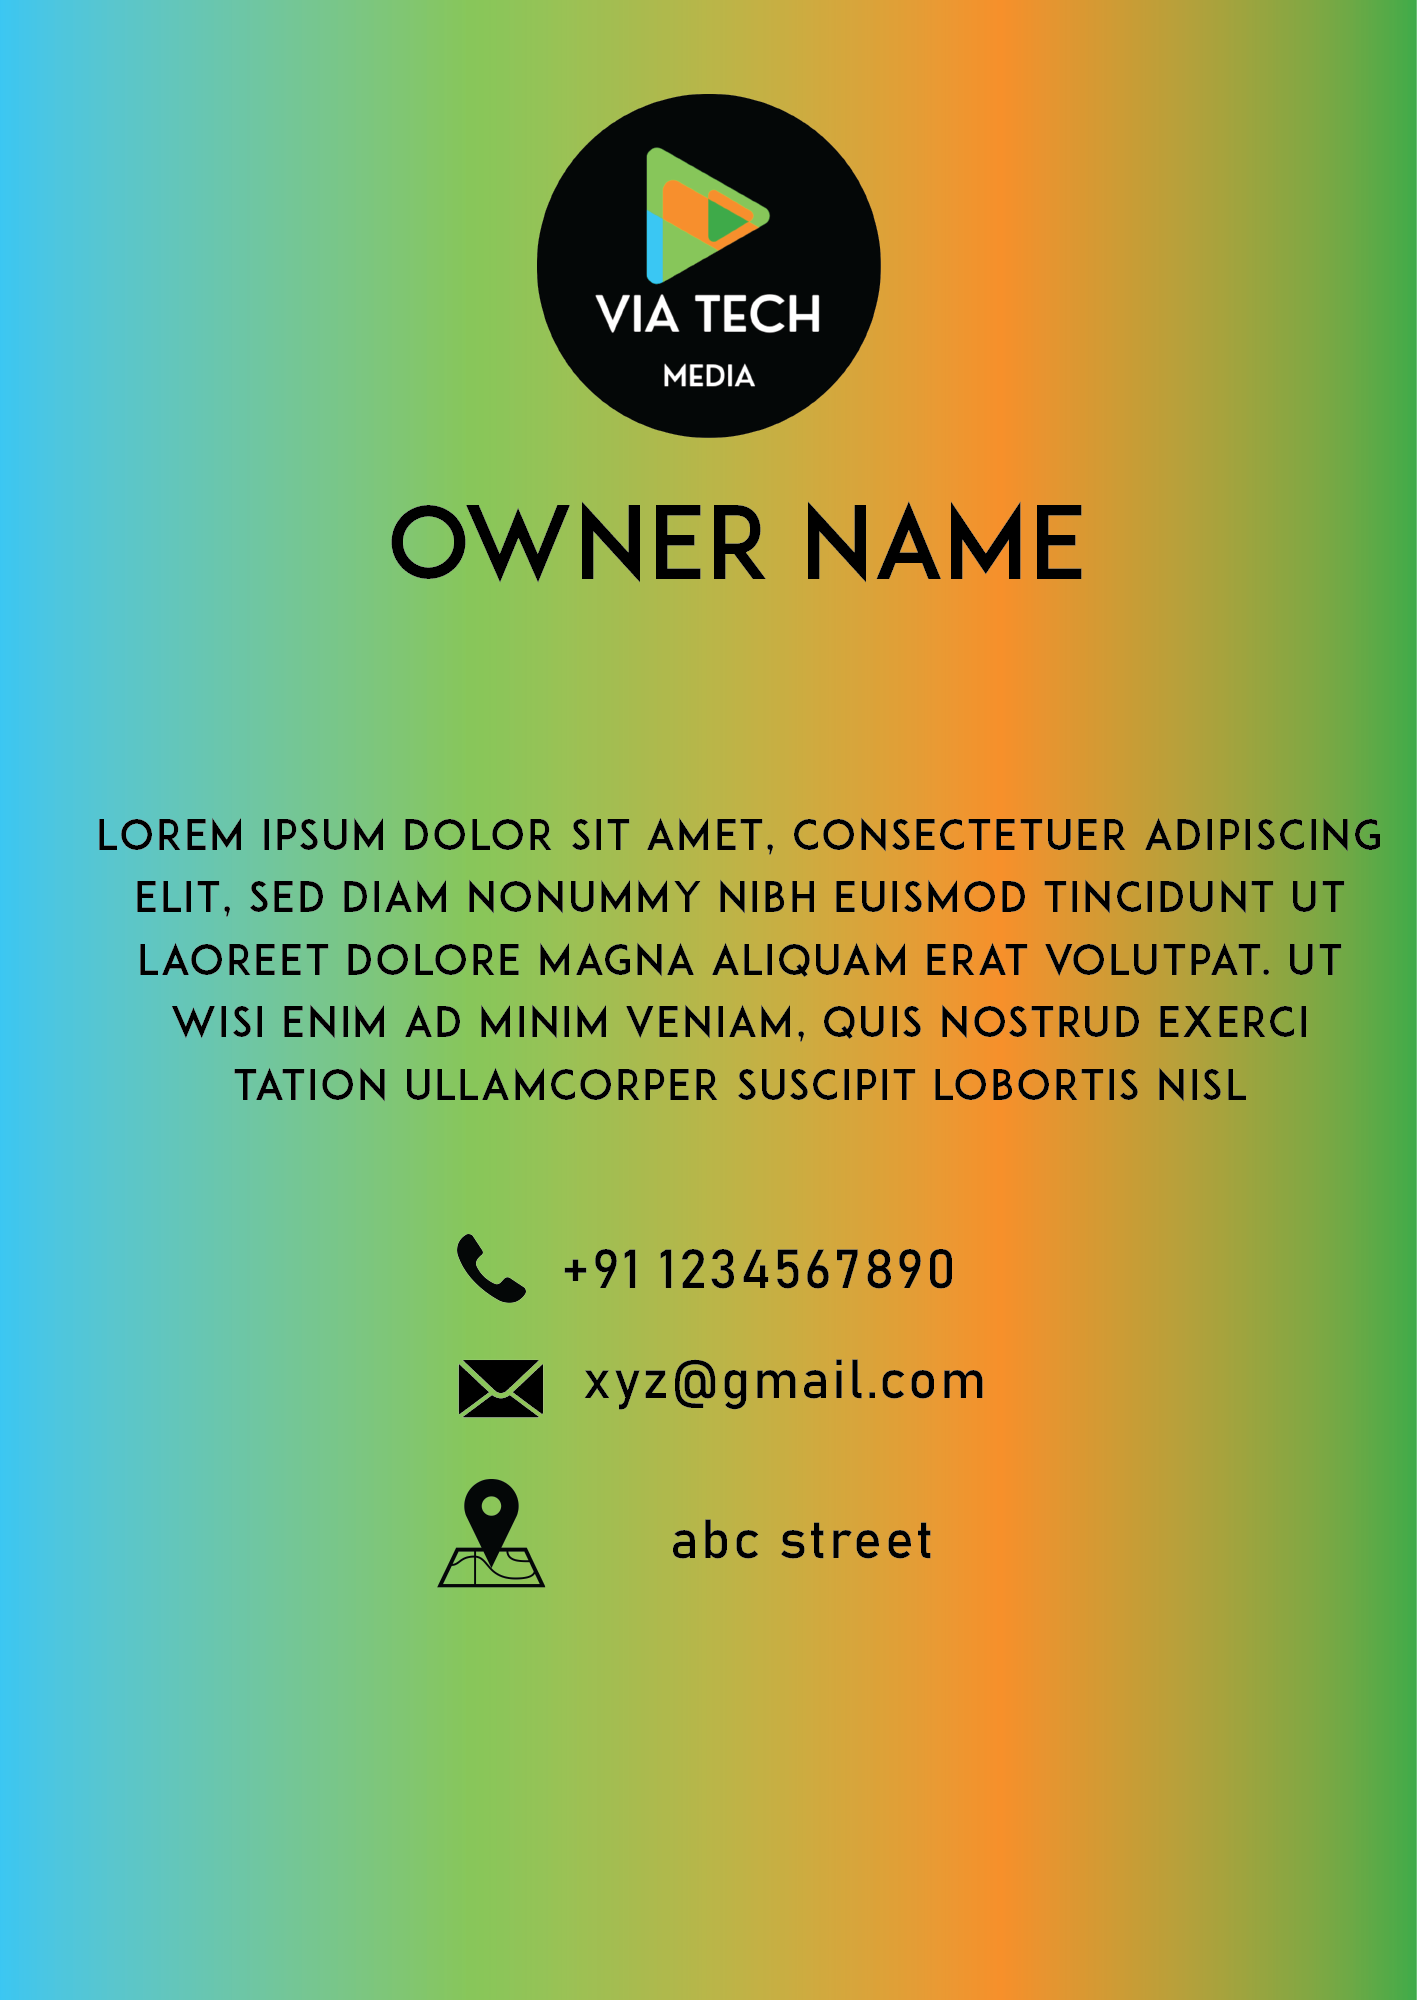 VIA TECH
MEDIA
OWNER NAME
LOREM IPSUM DOLOR SIT AMET, CONSECTETUER ADIPISCING
ELIT, SED DIAM NONUMMY NIBH EUISMOD TINCIDUNT UT
LAOREET DOLORE MAGNA ALIQUAM ERAT VOLUTPAT. UT
WISI ENIM AD MINIM VENIAM, QUIS NOSTRUD EXERCI
TATION ULLAMCORPER SUSCIPIT LOBORTIS NISL
+91 1234567890
xyz@gmail.com
abc street